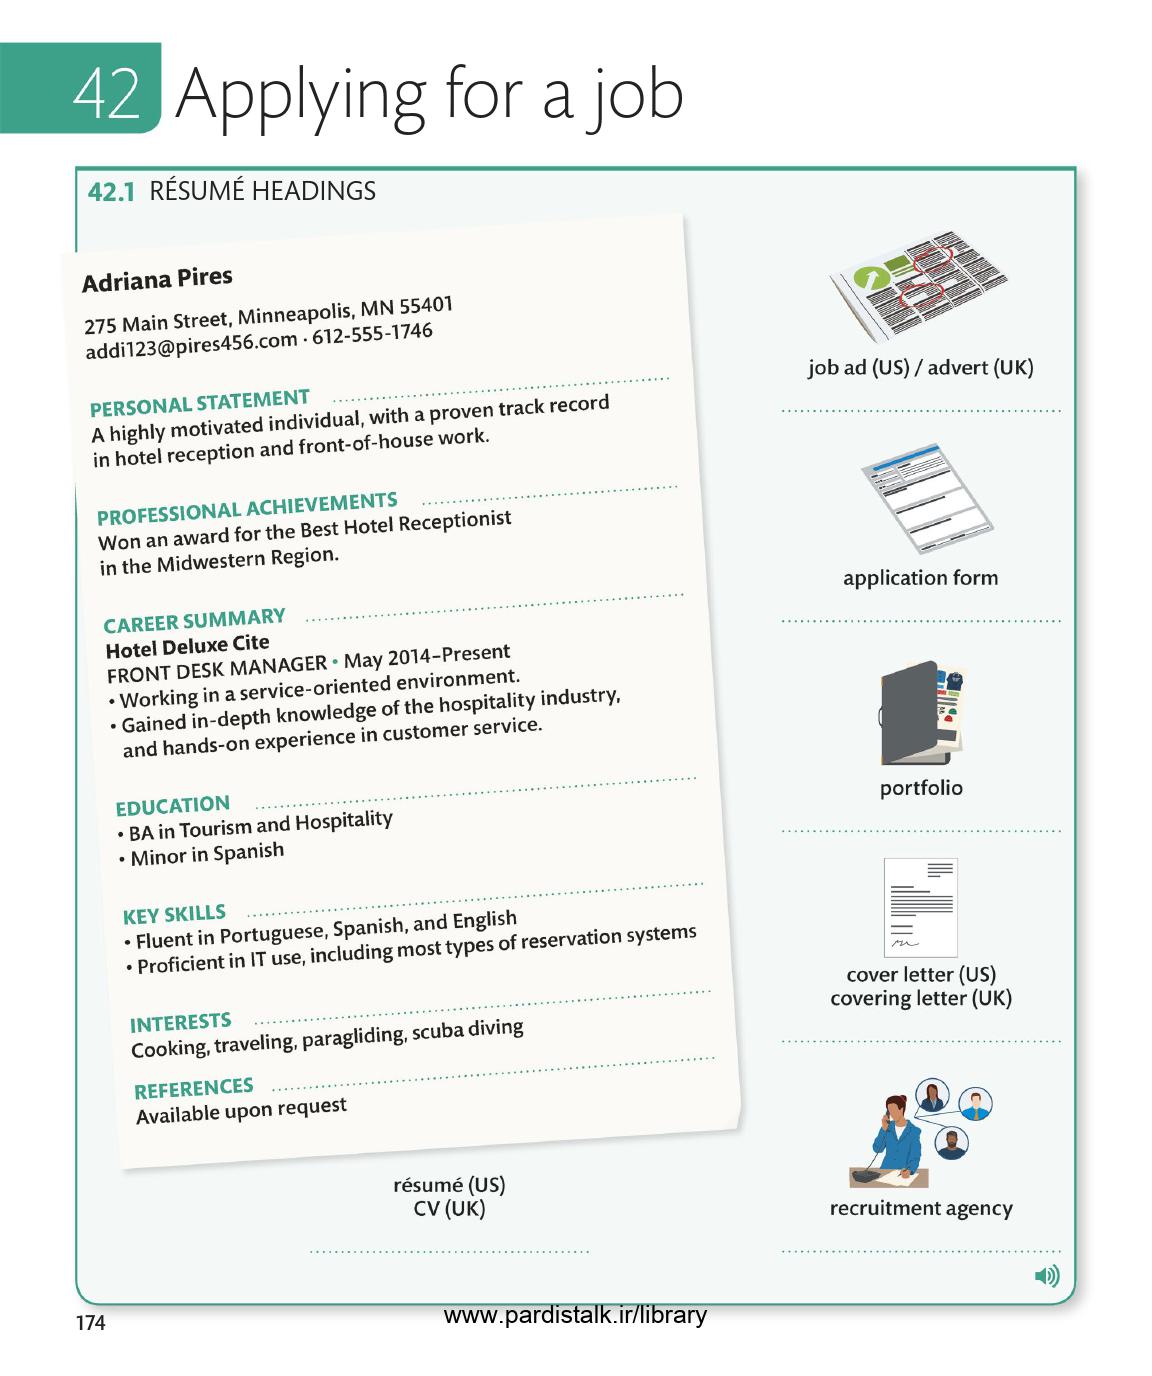 42 Applying for a job
42.1 RÉSUMÉ HEADINGS
Adriana Pires
275 Main Street, Minneapolis, MN 55401
addi123@pires456.com · 612-555-1746
PERSONAL STATEMENT
A highly motivated individual, with a proven track record
in hotel reception and front-of-house work.
PROFESSIONAL ACHIEVEMENTS
Won an award for the Best Hotel Receptionist
in the Midwestern Region.
CAREER SUMMARY
Hotel Deluxe Cite
FRONT DESK MANAGER • May 2014–Present
• Working in a service-oriented environment.
• Gained in-depth knowledge of the hospitality industry,
and hands-on experience in customer service.
EDUCATION
• BA in Tourism and Hospitality
• Minor in Spanish
KEY SKILLS
• Fluent in Portuguese, Spanish, and English
• Proficient in IT use, including most types of reservation systems
INTERESTS
Cooking, traveling, paragliding, scuba diving
REFERENCES
Available upon request
résumé (US)
CV (UK)
job ad (US) / advert (UK)
application form
portfolio
cover letter (US)
covering letter (UK)
recruitment agency
174
www.pardistalk.ir/library